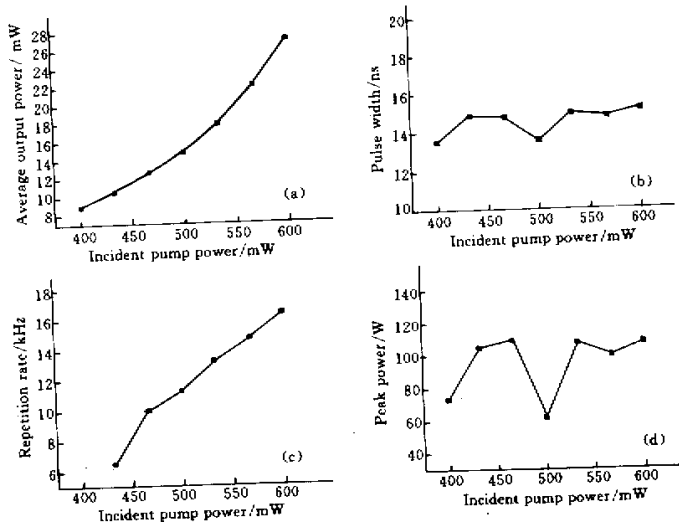 Average output power/ mW
28
26
24
22
20
18
16
14
12
10
8
(a)
400 450 500 550 600
Incident pump power/mW
Pulse width/ns
20
18
16
14
12
10
(b)
400 450 500 550 600
Incident pump power/mW
Repetition rate/kHz
18
16
14
12
10
8
6
(c)
400 450 500 550 600
Incident pump power/mW
Peak power/W
140
120
100
80
60
40
(d)
400 450 500 550 600
Incident pump power/mW